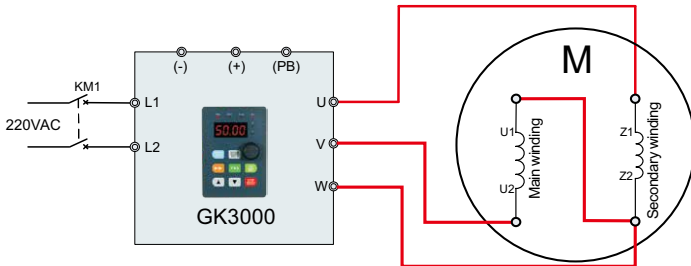 (-) (+) (PB)
KM1
L1
220VAC
L2
50.00
GK3000
U
V
W
M
U1
U2
Main winding
Z1
Z2
Secondary winding